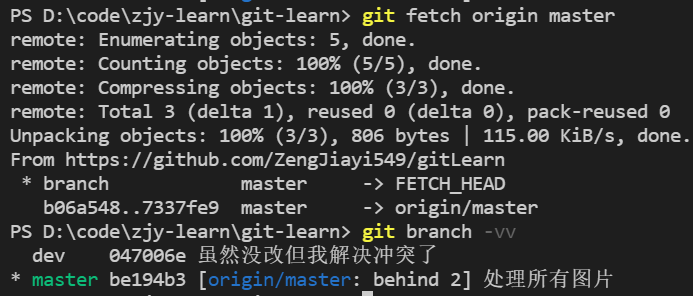 PS D:\code\zjy-learn\git-learn> git fetch origin master
remote: Enumerating objects: 5, done.
remote: Counting objects: 100% (5/5), done.
remote: Compressing objects: 100% (3/3), done.
remote: Total 3 (delta 1), reused 0 (delta 0), pack-reused 0
Unpacking objects: 100% (3/3), 806 bytes | 115.00 KiB/s, done.
From https://github.com/ZengJiayi549/gitLearn
 * branch            master     -> FETCH_HEAD
   b06a548..7337fe9  master     -> origin/master
PS D:\code\zjy-learn\git-learn> git branch -vv
  dev    047006e 虽然没改但我解决冲突了
* master be194b3 [origin/master: behind 2] 处理所有图片